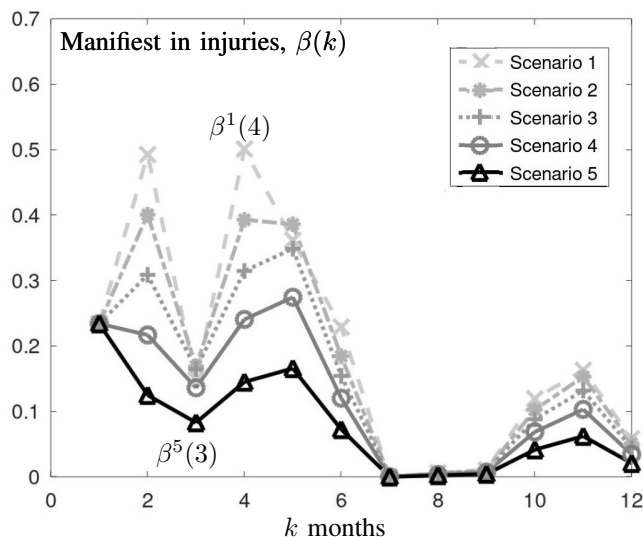 0.7
Manifiest in injuries, β(k)
Scenario 1
Scenario 2
Scenario 3
Scenario 4
Scenario 5
0.6
0.5
0.4
0.3
0.2
0.1
0
β¹(4)
β⁵(3)
0 2 4 6 8 10 12
k months